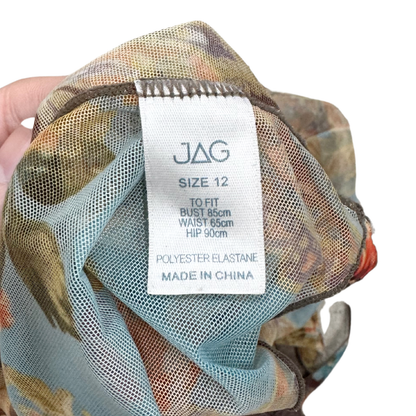 JAG
SIZE 12
TO FIT
BUST 85cm
WAIST 65cm
HIP 90cm
POLYESTER ELASTANE
MADE IN CHINA